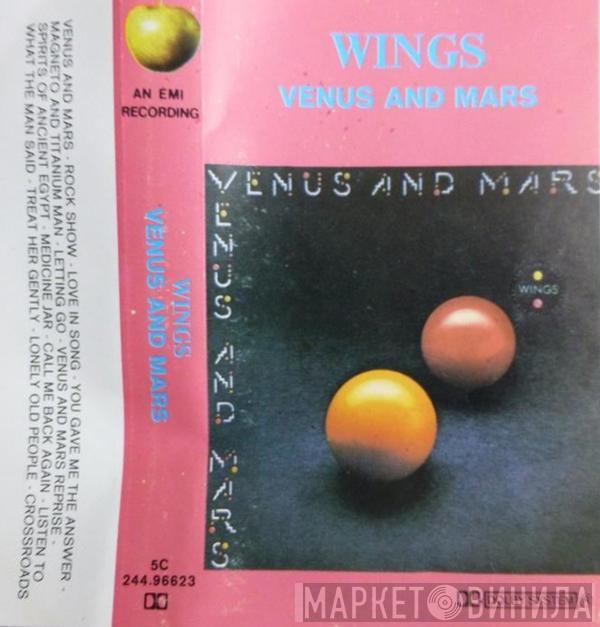 VENUS AND MARS - ROCK SHOW - LOVE IN SONG - YOU GAVE ME THE ANSWER -
MAGNETO AND TITANIUM MAN - LETTING GO - VENUS AND MARS REPRISE -
SPIRITS OF ANCIENT EGYPT - MEDICINE JAR - CALL ME BACK AGAIN - LISTEN TO
WHAT THE MAN SAID - TREAT HER GENTLY - LONELY OLD PEOPLE - CROSSROADS
AN EMI
RECORDING
WINGS
VENUS AND MARS
5C
244.96623
WINGS
VENUS AND MARS
VENUS AND MARS
VENUS AND MARS
WINGS
DOLBY SYSTEM
МАРКЕТ ВИНИЛА